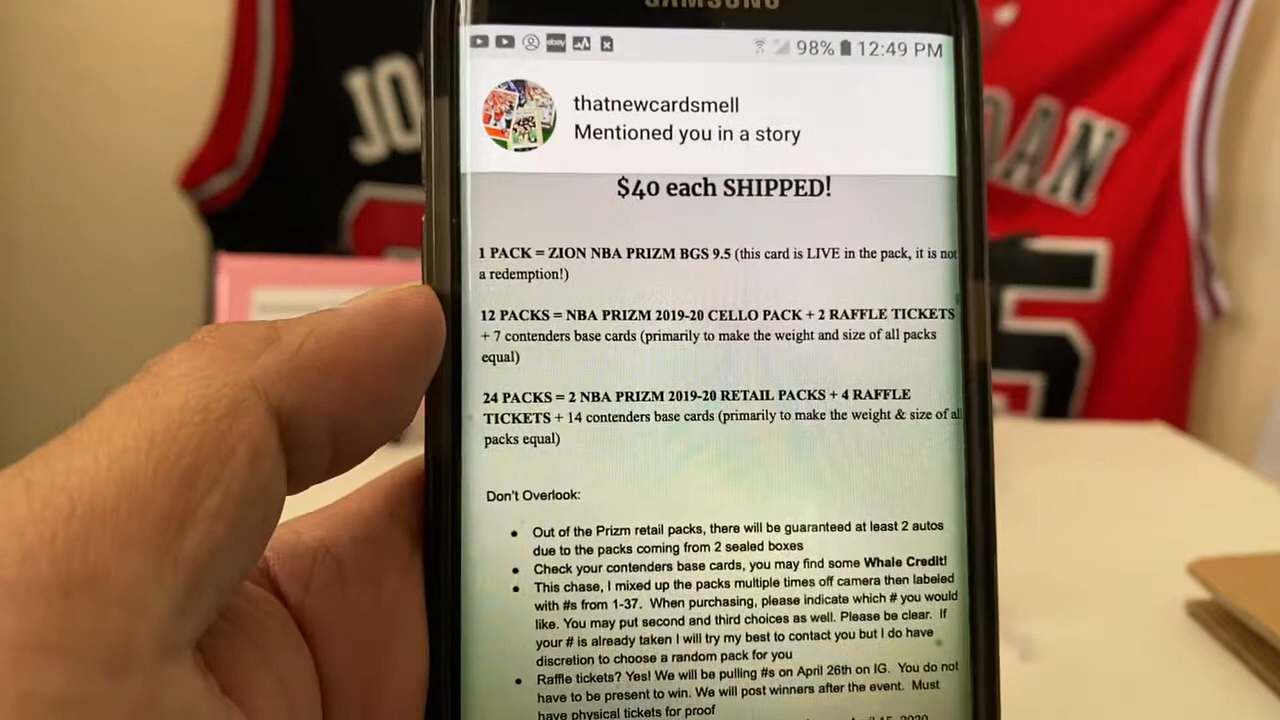 SAMSUNG
98% 12:49 PM
ebay
thatnewcardsmell
Mentioned you in a story
$40 each SHIPPED!
1 PACK = ZION NBA PRIZM BGS 9.5 (this card is LIVE in the pack, it is not
a redemption!)
12 PACKS = NBA PRIZM 2019-20 CELLO PACK + 2 RAFFLE TICKETS
+ 7 contenders base cards (primarily to make the weight and size of all packs
equal)
24 PACKS = 2 NBA PRIZM 2019-20 RETAIL PACKS + 4 RAFFLE
TICKETS + 14 contenders base cards (primarily to make the weight & size of all
packs equal)
Don't Overlook:
• Out of the Prizm retail packs, there will be guaranteed at least 2 autos
due to the packs coming from 2 sealed boxes
• Check your contenders base cards, you may find some Whale Credit!
• This chase, I mixed up the packs multiple times off camera then labeled
with #s from 1-37. When purchasing, please indicate which # you would
like. You may put second and third choices as well. Please be clear. If
your # is already taken I will try my best to contact you but I do have
discretion to choose a random pack for you
• Raffle tickets? Yes! We will be pulling #s on April 26th on IG. You do not
have to be present to win. We will post winners after the event. Must
have physical tickets for proof
April 15, 2020
JO
DAN